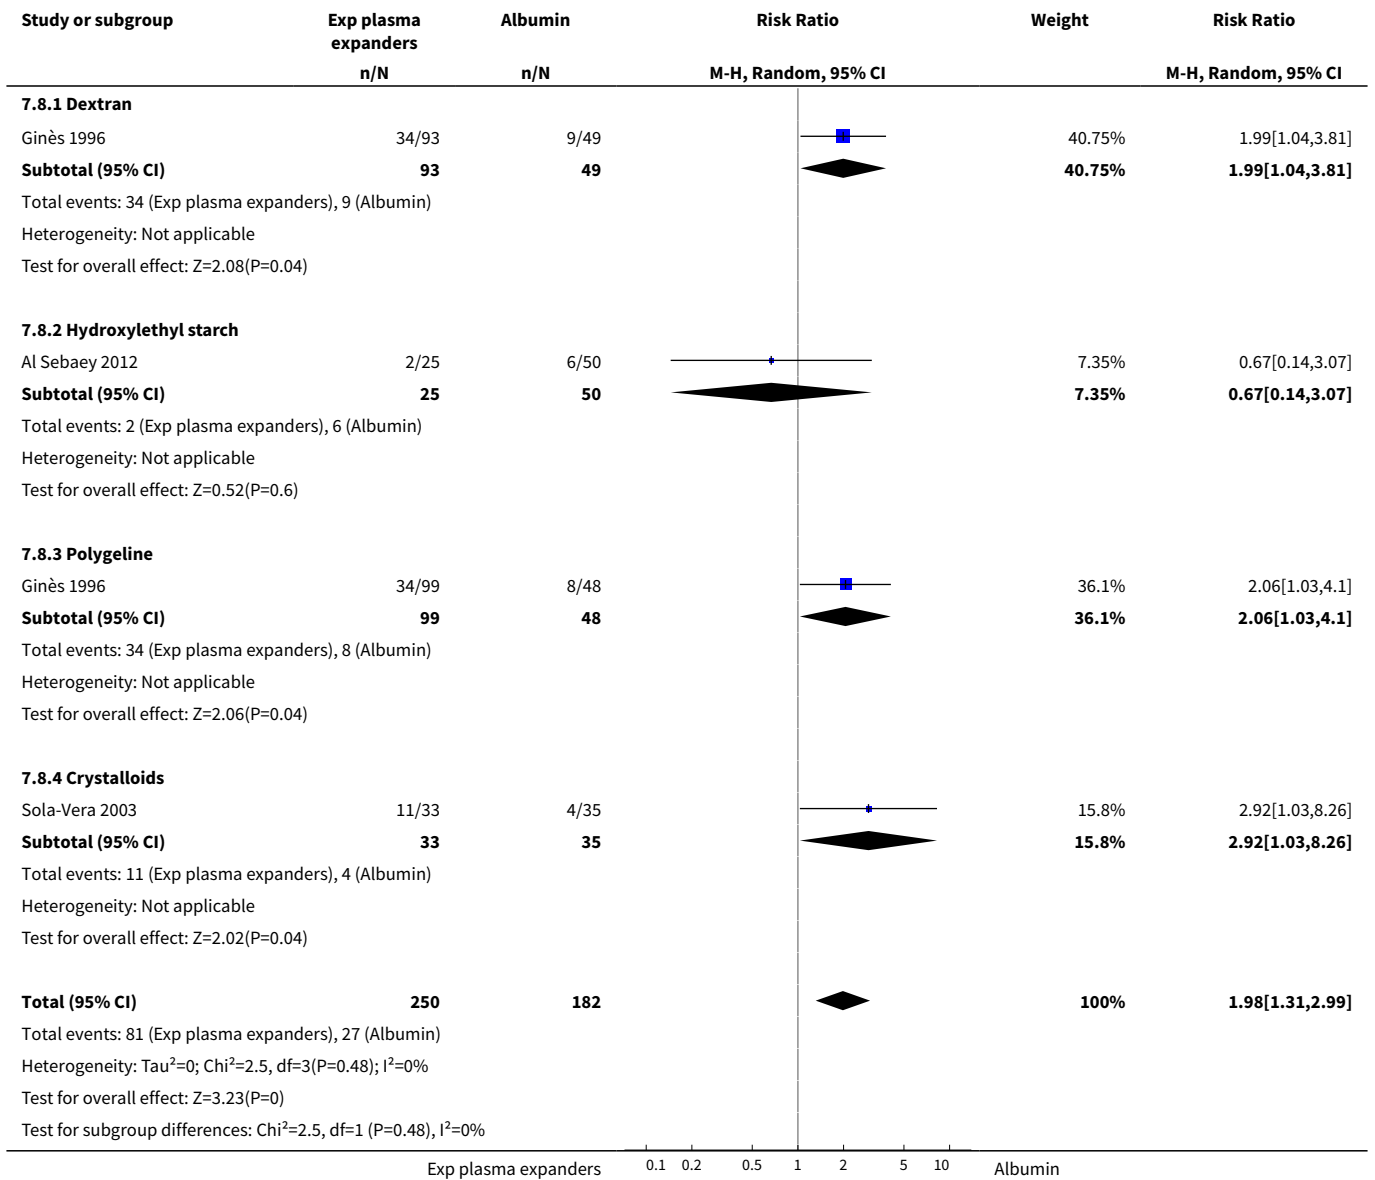 Study or subgroup Exp plasma expanders Albumin Risk Ratio Weight Risk Ratio
n/N n/N M-H, Random, 95% CI M-H, Random, 95% CI
7.8.1 Dextran
Ginès 1996 34/93 9/49 40.75% 1.99[1.04,3.81]
Subtotal (95% CI) 93 49 40.75% 1.99[1.04,3.81]
Total events: 34 (Exp plasma expanders), 9 (Albumin)
Heterogeneity: Not applicable
Test for overall effect: Z=2.08(P=0.04)
7.8.2 Hydroxylethyl starch
Al Sebaey 2012 2/25 6/50 7.35% 0.67[0.14,3.07]
Subtotal (95% CI) 25 50 7.35% 0.67[0.14,3.07]
Total events: 2 (Exp plasma expanders), 6 (Albumin)
Heterogeneity: Not applicable
Test for overall effect: Z=0.52(P=0.6)
7.8.3 Polygeline
Ginès 1996 34/99 8/48 36.1% 2.06[1.03,4.1]
Subtotal (95% CI) 99 48 36.1% 2.06[1.03,4.1]
Total events: 34 (Exp plasma expanders), 8 (Albumin)
Heterogeneity: Not applicable
Test for overall effect: Z=2.06(P=0.04)
7.8.4 Crystalloids
Sola-Vera 2003 11/33 4/35 15.8% 2.92[1.03,8.26]
Subtotal (95% CI) 33 35 15.8% 2.92[1.03,8.26]
Total events: 11 (Exp plasma expanders), 4 (Albumin)
Heterogeneity: Not applicable
Test for overall effect: Z=2.02(P=0.04)
Total (95% CI) 250 182 100% 1.98[1.31,2.99]
Total events: 81 (Exp plasma expanders), 27 (Albumin)
Heterogeneity: Tau²=0; Chi²=2.5, df=3(P=0.48); I²=0%
Test for overall effect: Z=3.23(P=0)
Test for subgroup differences: Chi²=2.5, df=1 (P=0.48), I²=0%
Exp plasma expanders 0.1 0.2 0.5 1 2 5 10 Albumin